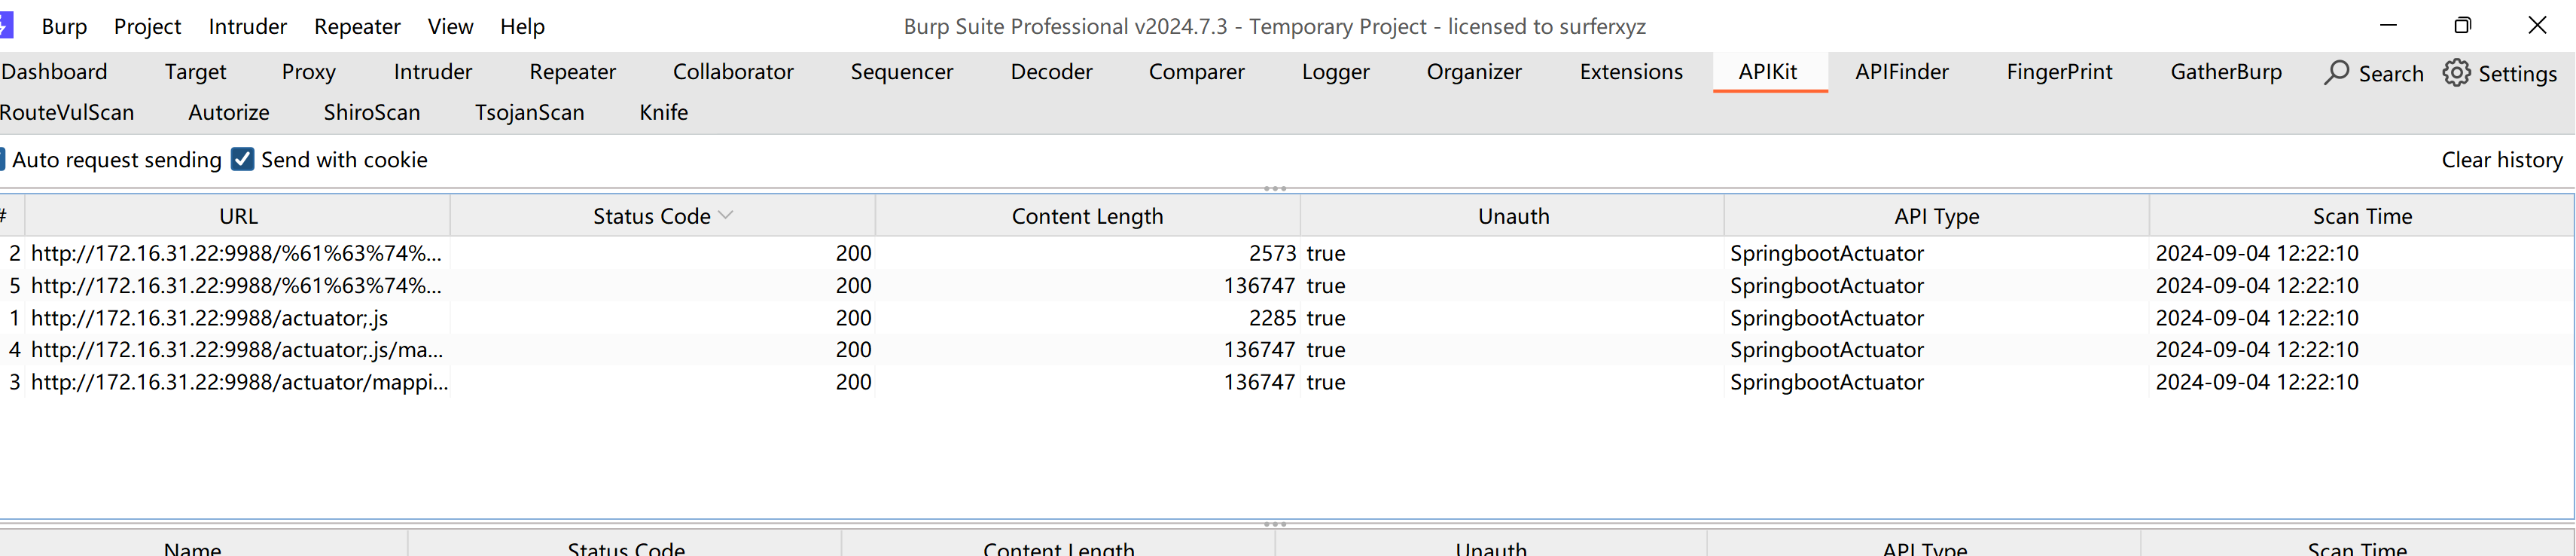 Burp Project Intruder Repeater View Help Burp Suite Professional v2024.7.3 - Temporary Project - licensed to surferxyz
Dashboard Target Proxy Intruder Repeater Collaborator Sequencer Decoder Comparer Logger Organizer Extensions APIKit APIFinder FingerPrint GatherBurp Search Settings
RouteVulScan Autorize ShiroScan TsojanScan Knife
Auto request sending Send with cookie Clear history
# URL Status Code Content Length Unauth API Type Scan Time
2 http://172.16.31.22:9988/%61%63%74%... 200 2573 true SpringbootActuator 2024-09-04 12:22:10
5 http://172.16.31.22:9988/%61%63%74%... 200 136747 true SpringbootActuator 2024-09-04 12:22:10
1 http://172.16.31.22:9988/actuator;.js 200 2285 true SpringbootActuator 2024-09-04 12:22:10
4 http://172.16.31.22:9988/actuator;.js/ma... 200 136747 true SpringbootActuator 2024-09-04 12:22:10
3 http://172.16.31.22:9988/actuator/mappi... 200 136747 true SpringbootActuator 2024-09-04 12:22:10
Name Status Code Content Length Unauth API Type Scan Time